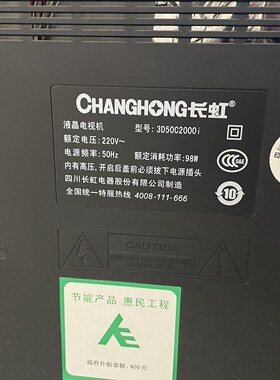 CHANGHONG长虹®
液晶电视机 型号：3D50C2000i
额定电压：220V～
电源频率：50Hz 额定消耗功率：98W
内有高压，开启后盖前必须拔下电源插头
四川长虹电器股份有限公司制造
全国统一特服热线 4008-111-666
CCC
S&E
10
CAUTION
节能产品 惠民工程
政府补贴金额：400元